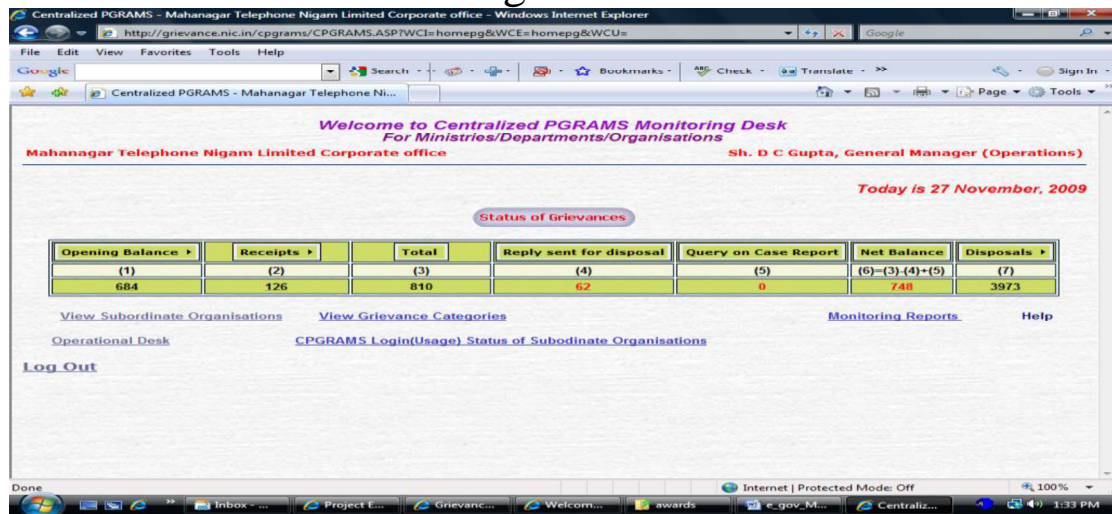 Centralized PGRAMS - Mahanagar Telephone Nigam Limited Corporate office - Windows Internet Explorer
http://grievance.nic.in/cpgrams/CPGRAMS.ASP?WCI=homepg&WCE=homepg&WCU= Google
File Edit View Favorites Tools Help
Google Search Bookmarks Check Translate Sign In
Centralized PGRAMS - Mahanagar Telephone Ni... Page Tools
Welcome to Centralized PGRAMS Monitoring Desk
For Ministries/Departments/Organisations
Mahanagar Telephone Nigam Limited Corporate office Sh. D C Gupta, General Manager (Operations)
Today is 27 November, 2009
Status of Grievances
Opening Balance Receipts Total Reply sent for disposal Query on Case Report Net Balance Disposals
(1) (2) (3) (4) (5) (6)=(3)-(4)+(5) (7)
684 126 810 62 0 748 3973
View Subordinate Organisations View Grievance Categories Monitoring Reports Help
Operational Desk CPGRAMS Login(Usage) Status of Subodinate Organisations
Log Out
Done Internet | Protected Mode: Off 100%
Inbox - ... Project E... Grievanc... Welcom... awards e_gov_M... Centraliz... 1:33 PM